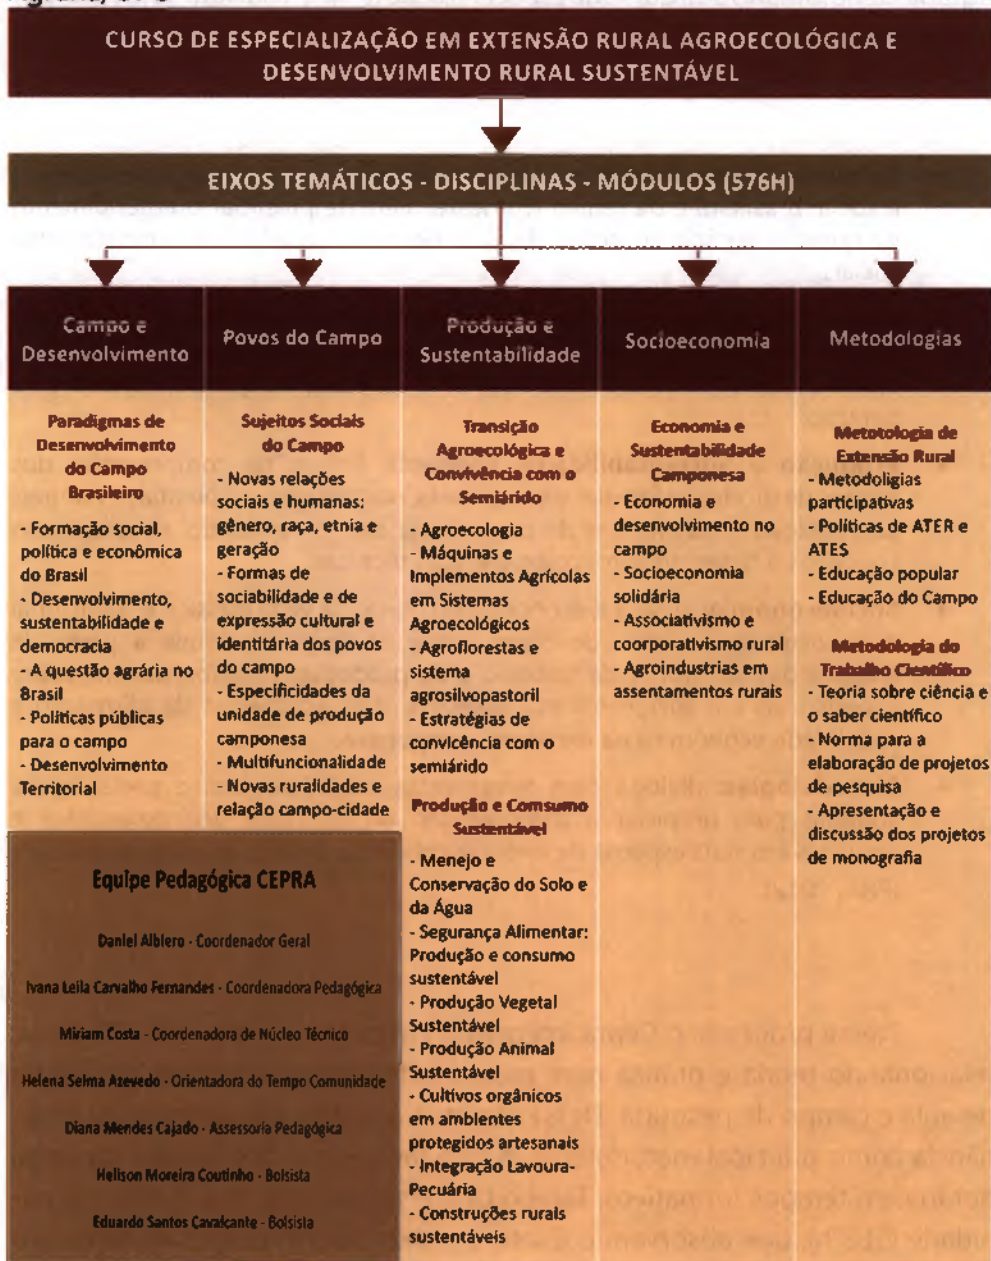 CURSO DE ESPECIALIZAÇÃO EM EXTENSÃO RURAL AGROECOLÓGICA E
DESENVOLVIMENTO RURAL SUSTENTÁVEL
EIXOS TEMÁTICOS - DISCIPLINAS - MÓDULOS (576H)
Campo e
Desenvolvimento
Paradigmas de
Desenvolvimento
do Campo
Brasileiro
- Formação social,
política e econômica
do Brasil
- Desenvolvimento,
sustentabilidade e
democracia
- A questão agrária no
Brasil
- Políticas públicas
para o campo
- Desenvolvimento
Territorial
Povos do Campo
Sujeitos Sociais
do Campo
- Novas relações
sociais e humanas:
gênero, raça, etnia e
geração
- Formas de
sociabilidade e de
expressão cultural e
identitária dos povos
do campo
- Especificidades da
unidade de produção
camponesa
- Multifuncionalidade
- Novas ruralidades e
relação campo-cidade
Produção e
Sustentabilidade
Transição
Agroecológica e
Convivência com o
Semiárido
- Agroecologia
- Máquinas e
Implementos Agrícolas
em Sistemas
Agroecológicos
- Agroflorestas e
sistema
agrosilvopastoril
- Estratégias de
convicência com o
semiárido
Produção e Comsumo
Sustentável
- Menejo e
Conservação do Solo e
da Água
- Segurança Alimentar:
Produção e consumo
sustentável
- Produção Vegetal
Sustentável
- Produção Animal
Sustentável
- Cultivos orgânicos
em ambientes
protegidos artesanais
- Integração Lavoura-
Pecuária
- Construções rurais
sustentáveis
Socioeconomia
Economia e
Sustentabilidade
Camponesa
- Economia e
desenvolvimento no
campo
- Socioeconomia
solidária
- Associativismo e
coorporativismo rural
- Agroindustrias em
assentamentos rurais
Metodologias
Metotologia de
Extensão Rural
- Metodoligias
participativas
- Políticas de ATER e
ATES
- Educação popular
- Educação do Campo
Metodologia do
Trabalho Científico
- Teoria sobre ciência e
o saber científico
- Norma para a
elaboração de projetos
de pesquisa
- Apresentação e
discussão dos projetos
de monografia
Equipe Pedagógica CEPRA
Daniel Albiero - Coordenador Geral
Ivana Leila Carvalho Fernandes - Coordenadora Pedagógica
Miriam Costa - Coordenadora de Núcleo Técnico
Helena Selma Azevedo - Orientadora do Tempo Comunidade
Diana Mendes Cajado - Assessoria Pedagógica
Helison Moreira Coutinho - Bolsista
Eduardo Santos Cavalcante - Bolsista